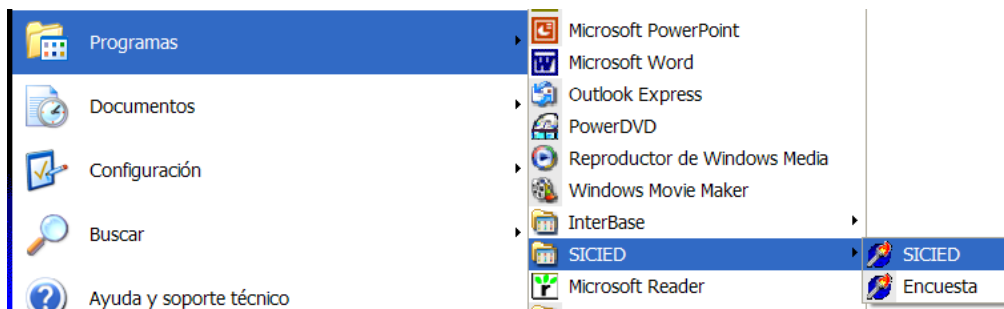 Programas
Documentos
Configuración
Buscar
Ayuda y soporte técnico
Microsoft PowerPoint
Microsoft Word
Outlook Express
PowerDVD
Reproductor de Windows Media
Windows Movie Maker
InterBase
SICIED
Microsoft Reader
SICIED
Encuesta